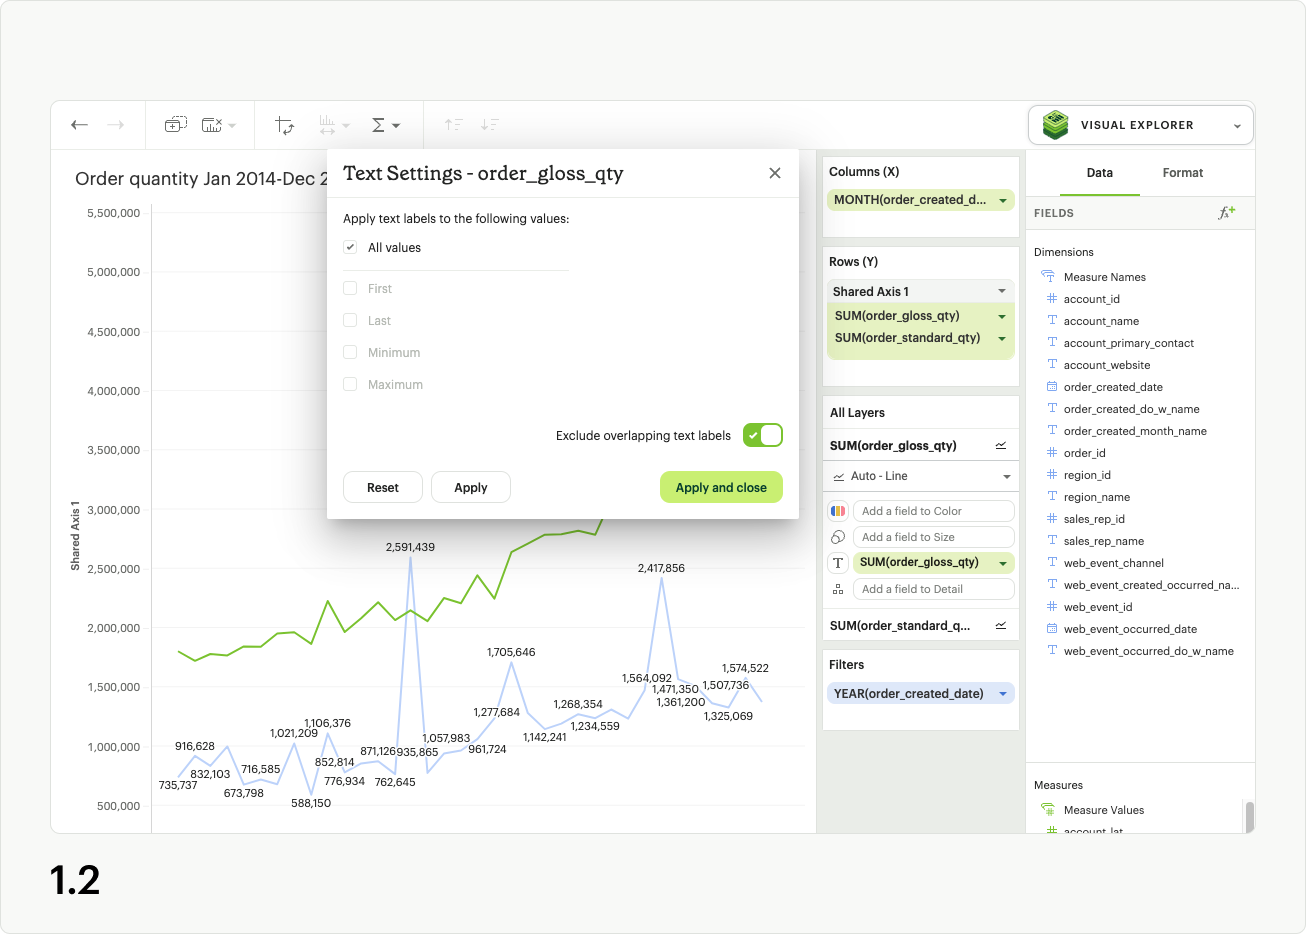 VISUAL EXPLORER
Order quantity Jan 2014-Dec 2
5,500,000
5,000,000
4,500,000
4,000,000
3,500,000
3,000,000
2,500,000
2,000,000
1,500,000
1,000,000
500,000
Shared Axis 1
735,737
916,628
832,103
673,798
716,585
1,021,209
588,150
1,106,376
852,814
776,934
871,126
762,645
2,591,439
935,865
1,057,983
961,724
1,277,684
1,705,646
1,142,241
1,268,354
1,234,559
1,564,092
2,417,856
1,471,350
1,361,200
1,507,736
1,325,069
1,574,522
Text Settings - order_gloss_qty
Apply text labels to the following values:
All values
First
Last
Minimum
Maximum
Exclude overlapping text labels
Reset
Apply
Apply and close
Columns (X)
MONTH(order_created_d...
Rows (Y)
Shared Axis 1
SUM(order_gloss_qty)
SUM(order_standard_qty)
All Layers
SUM(order_gloss_qty)
Auto - Line
Add a field to Color
Add a field to Size
T
SUM(order_gloss_qty)
Add a field to Detail
SUM(order_standard_q...
Filters
YEAR(order_created_date)
Data
Format
FIELDS
Dimensions
Measure Names
account_id
account_name
account_primary_contact
account_website
order_created_date
order_created_do_w_name
order_created_month_name
order_id
region_id
region_name
sales_rep_id
sales_rep_name
web_event_channel
web_event_created_occurred_na...
web_event_id
web_event_occurred_date
web_event_occurred_do_w_name
Measures
Measure Values
account_lat
1.2